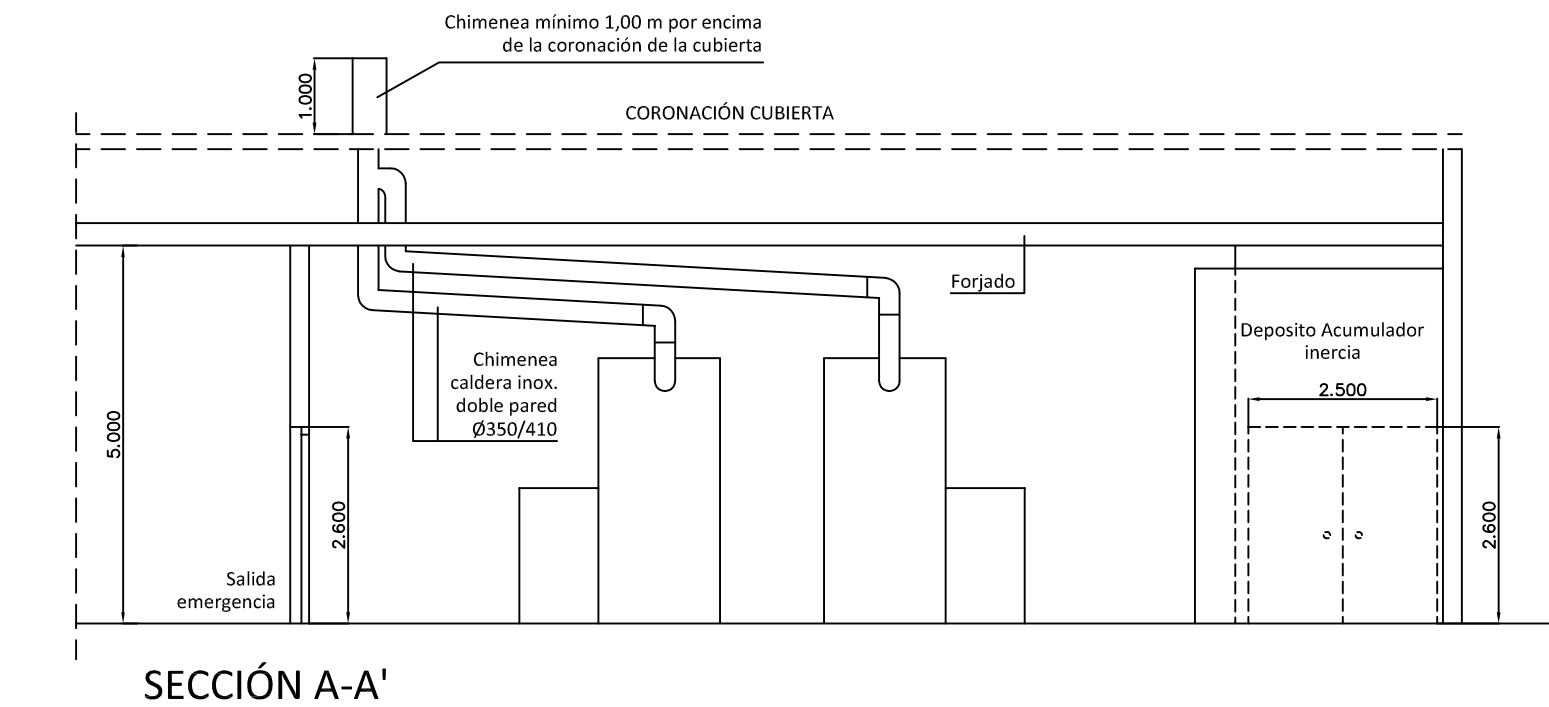 Chimenea mínimo 1,00 m por encima
de la coronación de la cubierta
1.000
CORONACIÓN CUBIERTA
Forjado
Deposito Acumulador
inercia
2.500
Chimenea
caldera inox.
doble pared
Ø350/410
5.000
2.600
2.600
Salida
emergencia
SECCIÓN A-A'